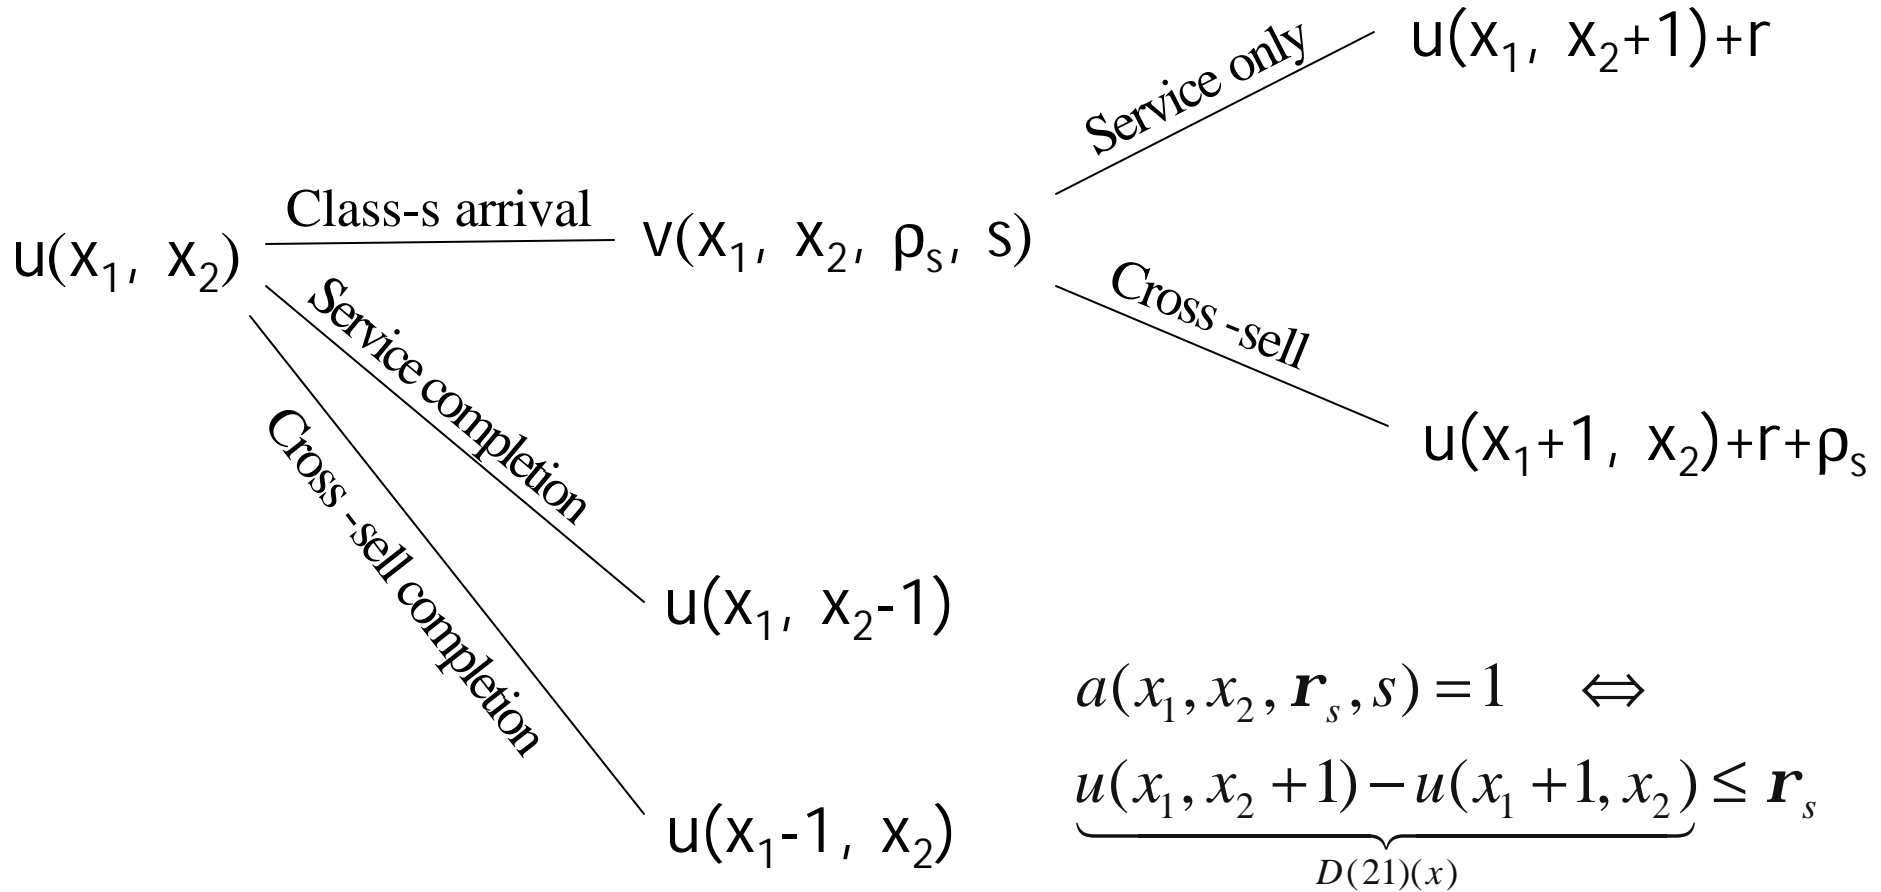 u(x₁, x₂+1)+r
Service only
Class-s arrival
u(x₁, x₂)
v(x₁, x₂, ρₛ, s)
Cross -sell
Service completion
u(x₁+1, x₂)+r+ρₛ
Cross -sell completion
u(x₁, x₂-1)
a(x₁, x₂, rₛ, s) = 1 ⇔
u(x₁, x₂ +1) − u(x₁ +1, x₂) ≤ rₛ
u(x₁-1, x₂)
D(21)(x)